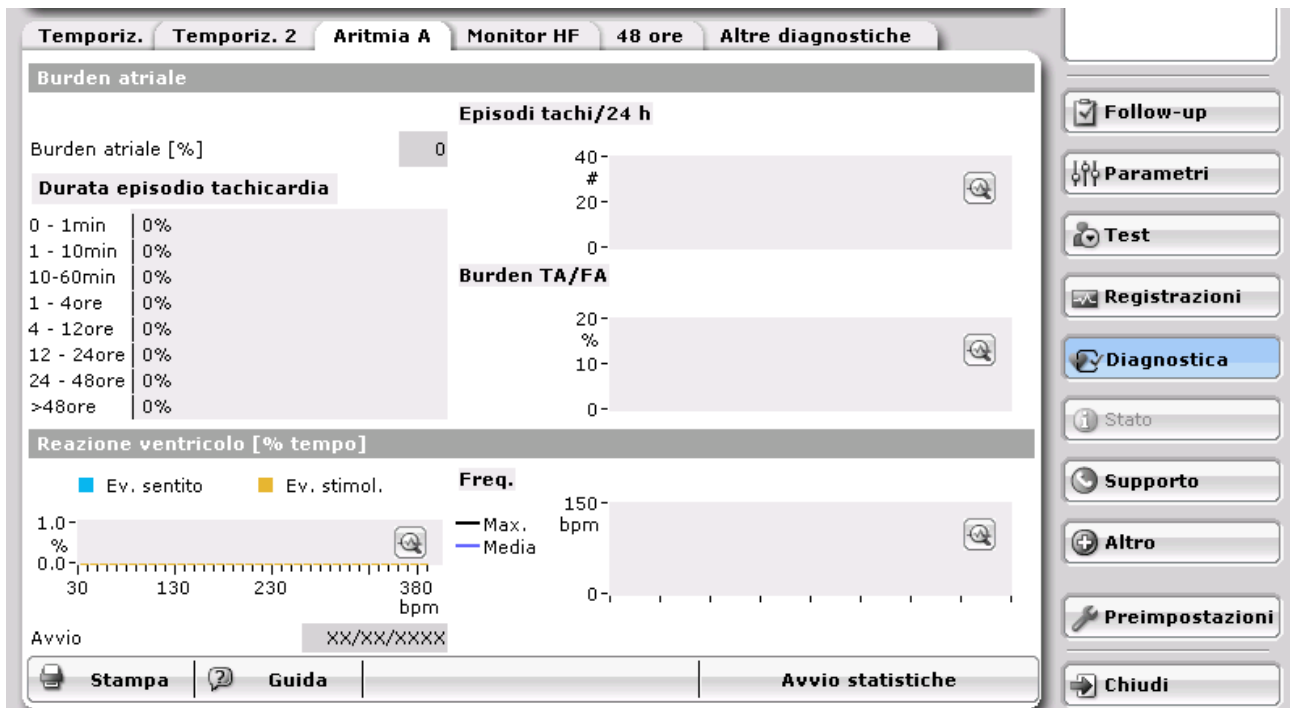 Temporiz. Temporiz. 2 Aritmia A Monitor HF 48 ore Altre diagnostiche
Burden atriale
Burden atriale [%] 0
Durata episodio tachicardia
0 - 1min 0%
1 - 10min 0%
10-60min 0%
1 - 4ore 0%
4 - 12ore 0%
12 - 24ore 0%
24 - 48ore 0%
>48ore 0%
Episodi tachi/24 h
40
#
20
0
Burden TA/FA
20
%
10
0
Reazione ventricolo [% tempo]
Ev. sentito Ev. stimol.
1.0
%
0.0
30 130 230 380
bpm
Avvio XX/XX/XXXX
Freq.
Max.
Media
150
bpm
0
Stampa Guida Avvio statistiche
Follow-up
Parametri
Test
Registrazioni
Diagnostica
Stato
Supporto
Altro
Preimpostazioni
Chiudi